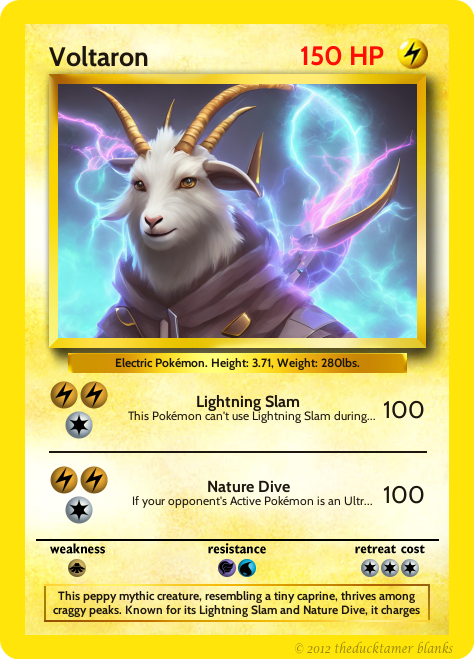 Voltaron 150 HP
Electric Pokémon. Height: 3.71, Weight: 280lbs.
Lightning Slam
This Pokémon can't use Lightning Slam during... 100
Nature Dive
If your opponent's Active Pokémon is an Ultr... 100
weakness resistance retreat cost
This peppy mythic creature, resembling a tiny caprine, thrives among
craggy peaks. Known for its Lightning Slam and Nature Dive, it charges
© 2012 theducktamer blanks